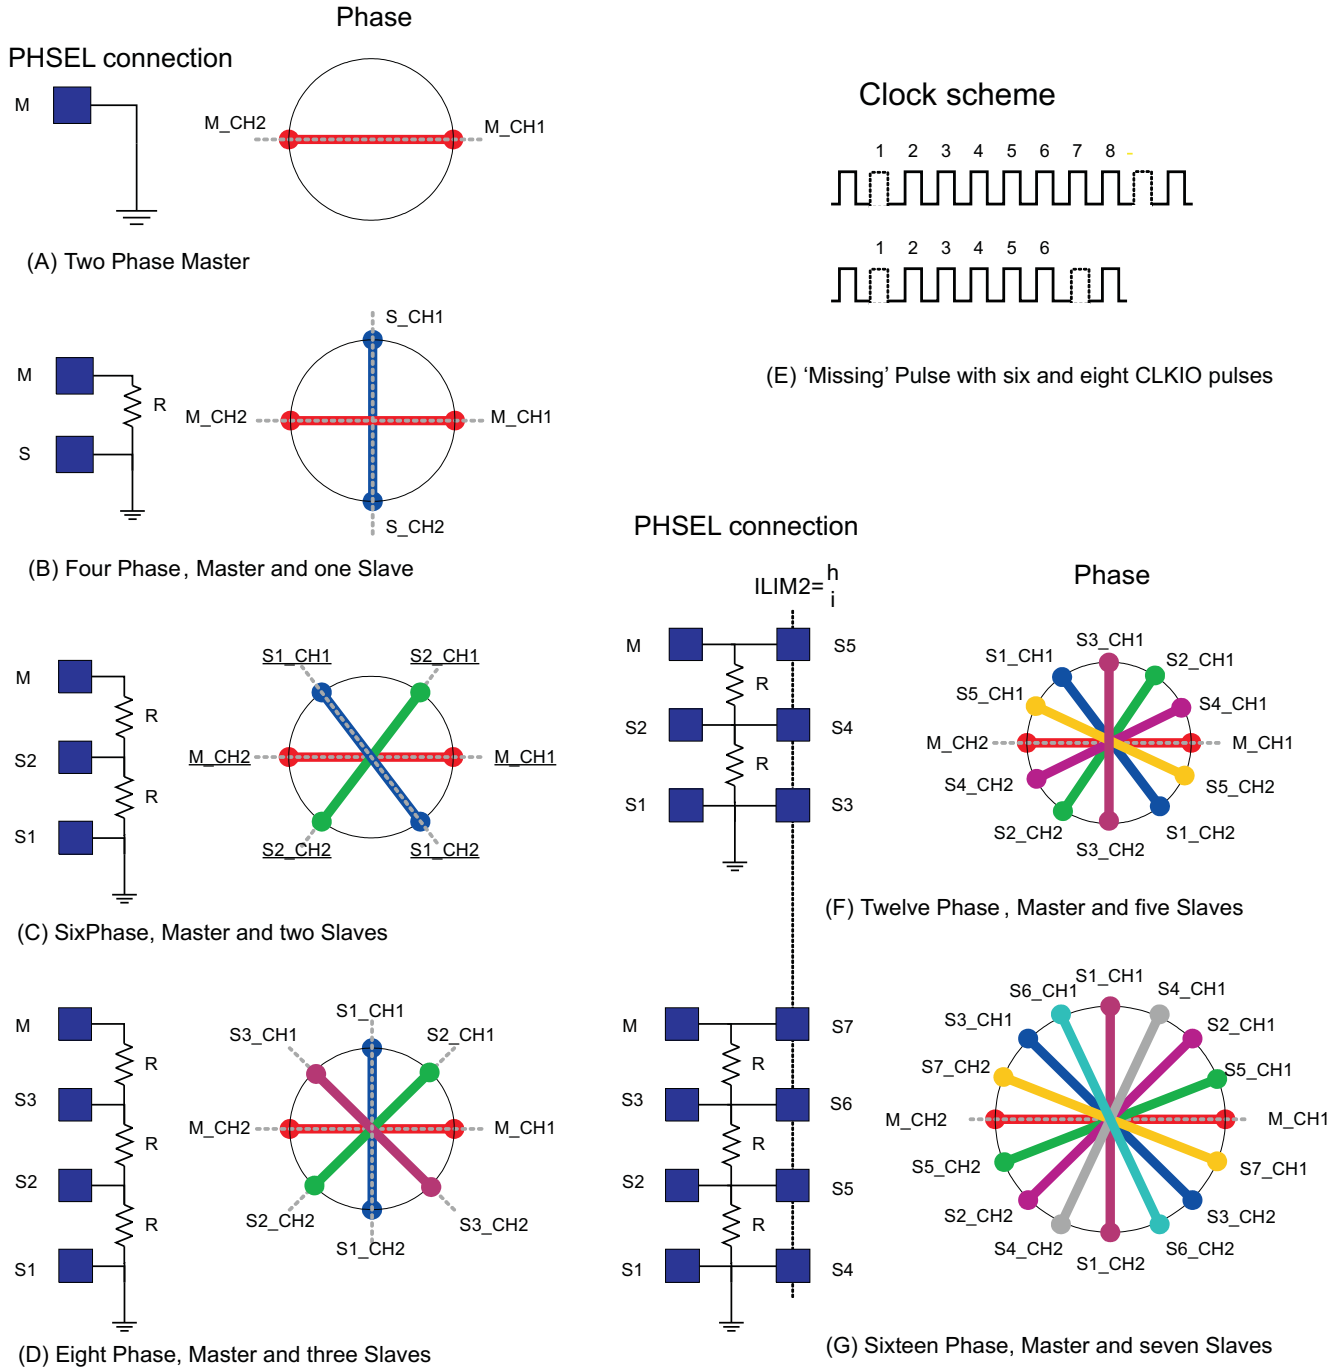 Phase
PHSEL connection
M
M_CH2
M_CH1
(A) Two Phase Master
Clock scheme
1 2 3 4 5 6 7 8
1 2 3 4 5 6
(E) ‘Missing’ Pulse with six and eight CLKIO pulses
S_CH1
M
R
M_CH2
M_CH1
S
S_CH2
(B) Four Phase, Master and one Slave
S1_CH1
S2_CH1
M
R
S2
M_CH2
M_CH1
R
S1
S2_CH2
S1_CH2
(C) SixPhase, Master and two Slaves
S1_CH1
M
S3_CH1
S2_CH1
R
S3
M_CH2
M_CH1
R
S2
S2_CH2
S3_CH2
R
S1_CH2
S1
(D) Eight Phase, Master and three Slaves
PHSEL connection
ILIM2= h
i
Phase
M
S5
R
S2
S4
R
S1
S3
S3_CH1
S1_CH1
S2_CH1
S5_CH1
S4_CH1
M_CH2
M_CH1
S4_CH2
S5_CH2
S2_CH2
S1_CH2
S3_CH2
(F) Twelve Phase, Master and five Slaves
M
S7
R
S3
S6
R
S2
S5
R
S1
S4
S1_CH1
S6_CH1
S4_CH1
S3_CH1
S2_CH1
S7_CH2
S5_CH1
M_CH2
M_CH1
S5_CH2
S7_CH1
S2_CH2
S3_CH2
S4_CH2
S6_CH2
S1_CH2
(G) Sixteen Phase, Master and seven Slaves